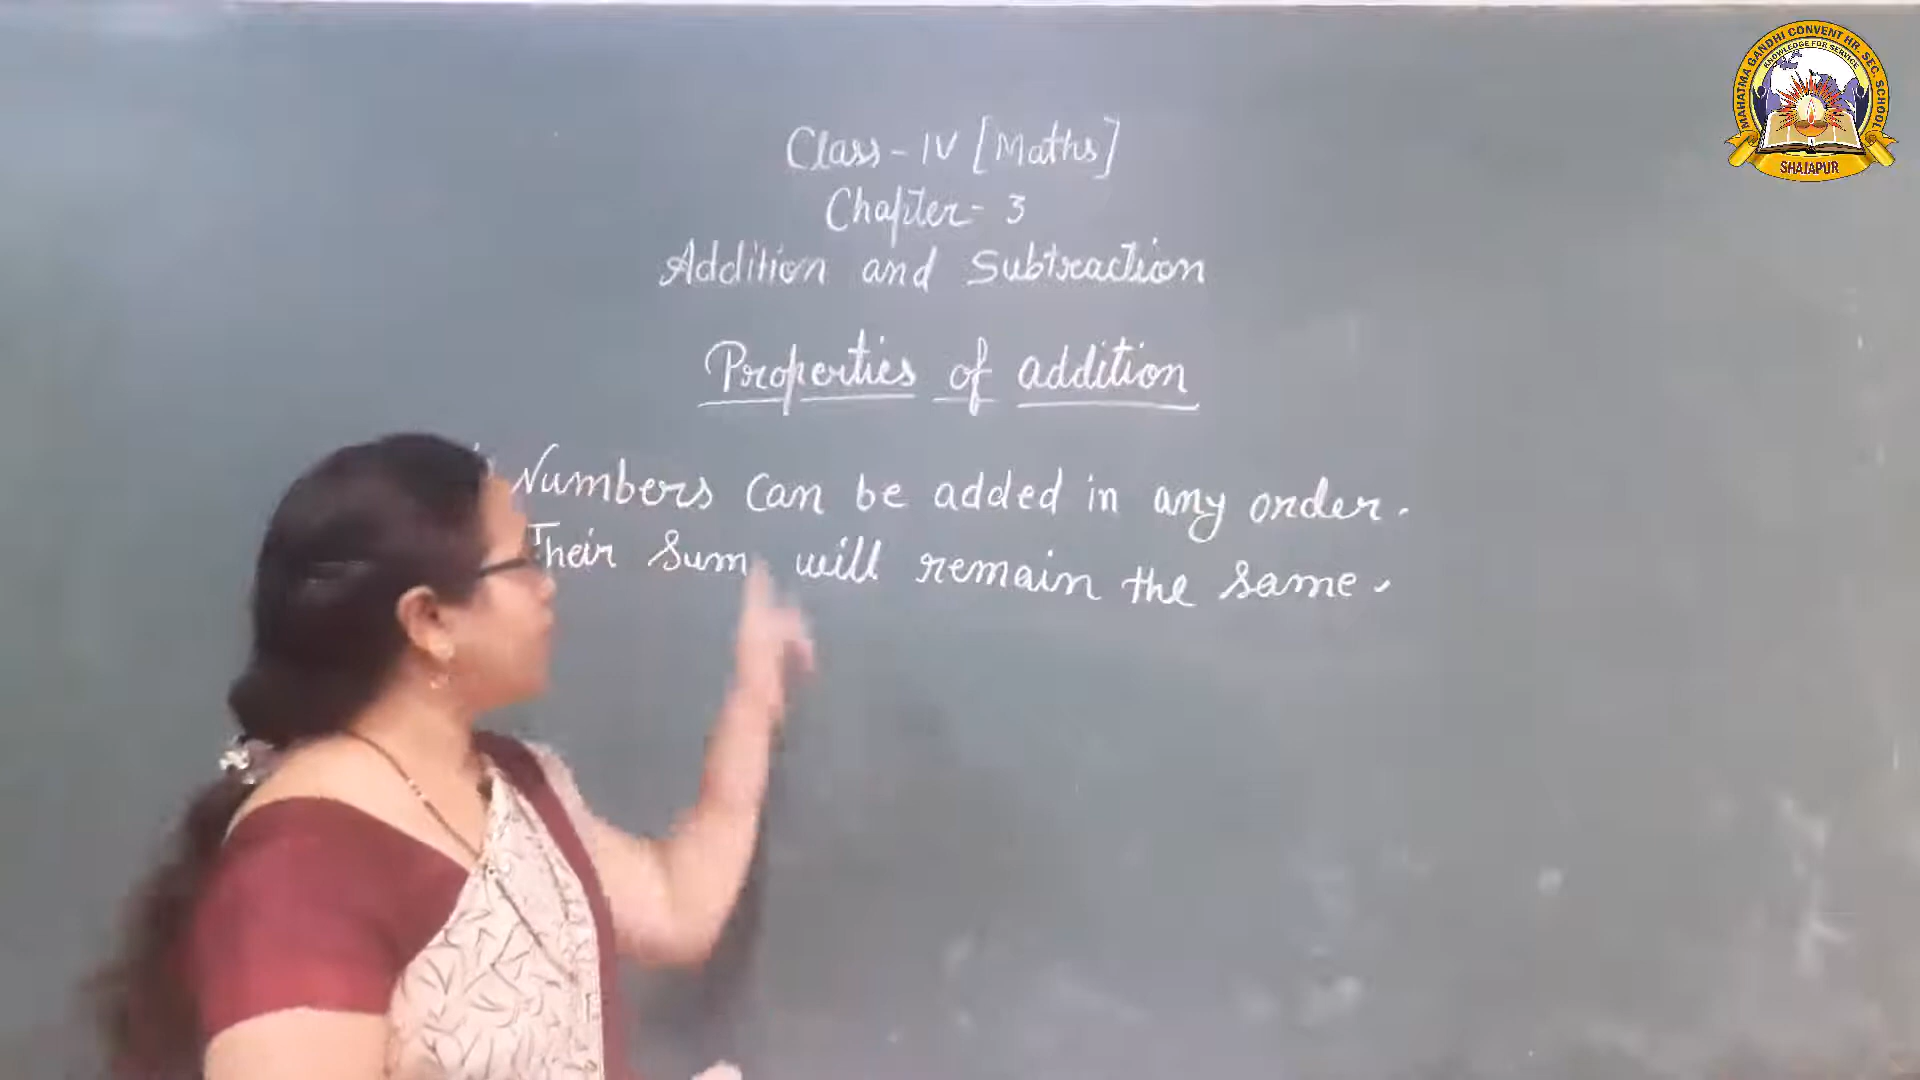 Class - IV [Maths]
Chapter - 3
Addition and Subtraction
Properties of addition
Numbers can be added in any order.
Their Sum will remain the same.
MAHATMA GANDHI CONVENT HR. SEC. SCHOOL
KNOWLEDGE FOR SERVICE
SHAJAPUR